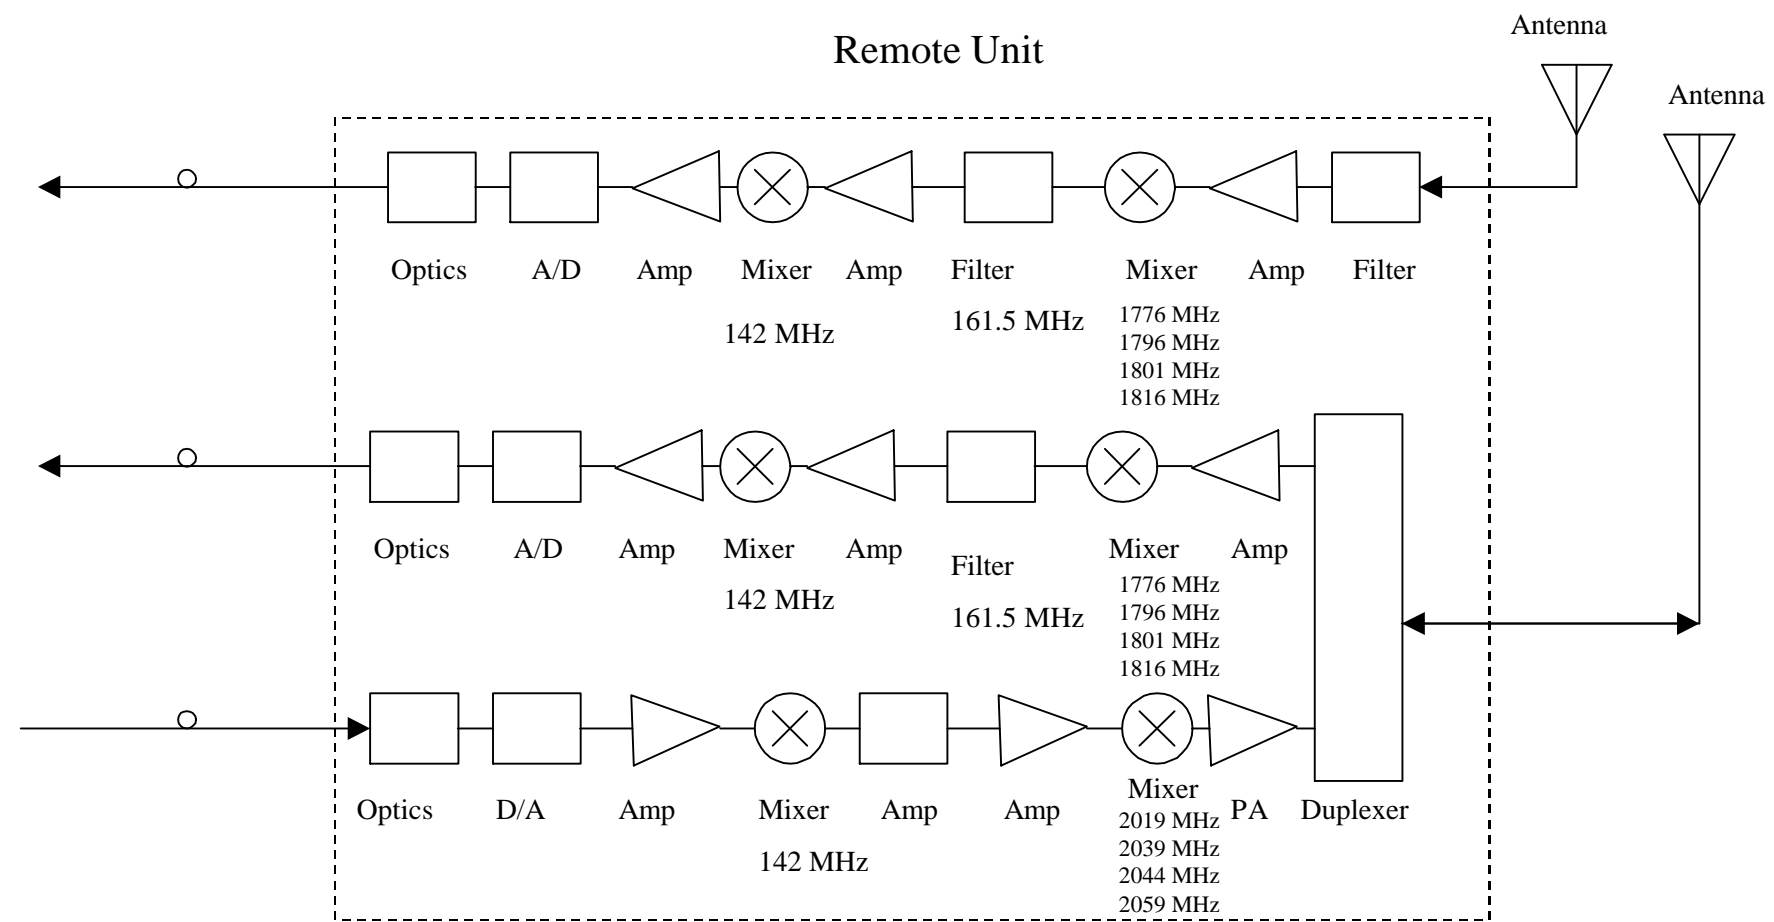 Remote Unit
Antenna
Antenna
Optics A/D Amp Mixer Amp Filter Mixer Amp Filter
142 MHz
161.5 MHz
1776 MHz
1796 MHz
1801 MHz
1816 MHz
Optics A/D Amp Mixer Amp Filter Mixer Amp
142 MHz
161.5 MHz
1776 MHz
1796 MHz
1801 MHz
1816 MHz
Optics D/A Amp Mixer Amp Amp Mixer PA Duplexer
142 MHz
2019 MHz
2039 MHz
2044 MHz
2059 MHz